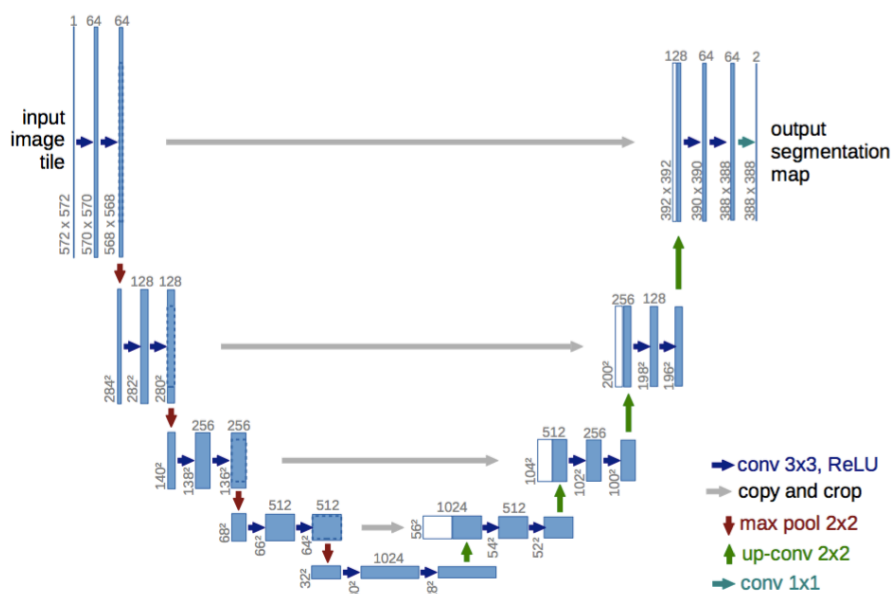 1
64
64
input
image
tile
572 x 572
570 x 570
568 x 568
128
64
64
2
output
segmentation
map
392 x 392
390 x 390
388 x 388
388 x 388
128
128
284²
282²
280²
256
128
200²
198²
196²
256
256
140²
138²
136²
512
256
104²
102²
100²
512
512
68²
66²
64²
1024
512
56²
54²
52²
1024
32²
0²
8²
conv 3x3, ReLU
copy and crop
max pool 2x2
up-conv 2x2
conv 1x1